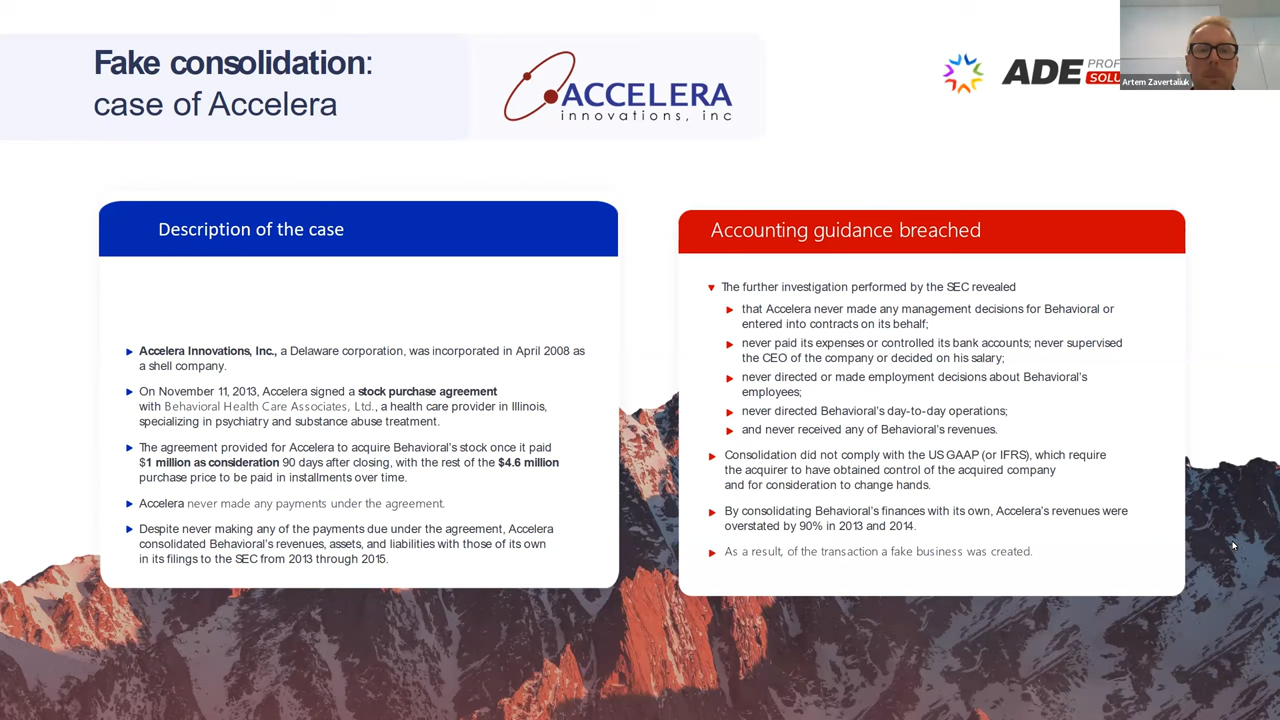 Fake consolidation:
case of Accelera
ACCELERA
innovations, inc
ADE
Artem Zavertaliuk
Description of the case
Accelera Innovations, Inc., a Delaware corporation, was incorporated in April 2008 as
a shell company.
On November 11, 2013, Accelera signed a stock purchase agreement
with Behavioral Health Care Associates, Ltd., a health care provider in Illinois,
specializing in psychiatry and substance abuse treatment.
The agreement provided for Accelera to acquire Behavioral's stock once it paid
$1 million as consideration 90 days after closing, with the rest of the $4.6 million
purchase price to be paid in installments over time.
Accelera never made any payments under the agreement.
Despite never making any of the payments due under the agreement, Accelera
consolidated Behavioral's revenues, assets, and liabilities with those of its own
in its filings to the SEC from 2013 through 2015.
Accounting guidance breached
The further investigation performed by the SEC revealed
that Accelera never made any management decisions for Behavioral or
entered into contracts on its behalf;
never paid its expenses or controlled its bank accounts; never supervised
the CEO of the company or decided on his salary;
never directed or made employment decisions about Behavioral's
employees;
never directed Behavioral's day-to-day operations;
and never received any of Behavioral's revenues.
Consolidation did not comply with the US GAAP (or IFRS), which require
the acquirer to have obtained control of the acquired company
and for consideration to change hands.
By consolidating Behavioral's finances with its own, Accelera's revenues were
overstated by 90% in 2013 and 2014.
As a result, of the transaction a fake business was created.